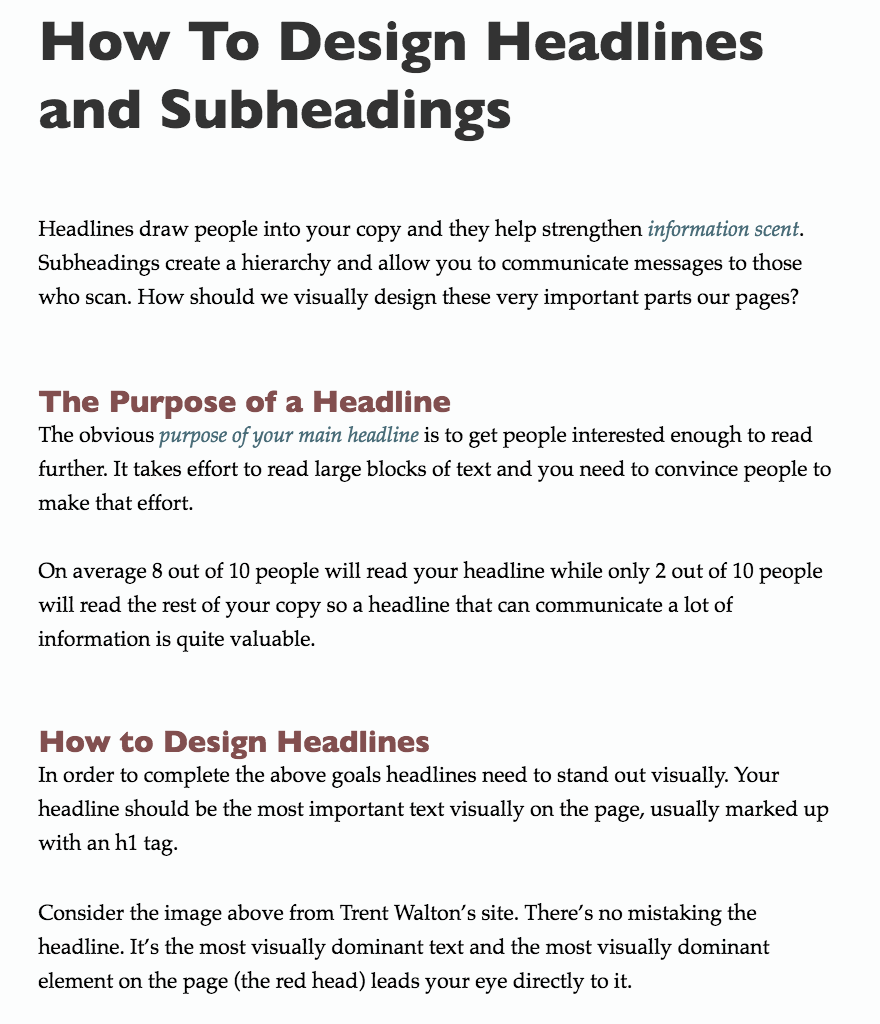 How To Design Headlines
and Subheadings
Headlines draw people into your copy and they help strengthen information scent.
Subheadings create a hierarchy and allow you to communicate messages to those
who scan. How should we visually design these very important parts our pages?
The Purpose of a Headline
The obvious purpose of your main headline is to get people interested enough to read
further. It takes effort to read large blocks of text and you need to convince people to
make that effort.
On average 8 out of 10 people will read your headline while only 2 out of 10 people
will read the rest of your copy so a headline that can communicate a lot of
information is quite valuable.
How to Design Headlines
In order to complete the above goals headlines need to stand out visually. Your
headline should be the most important text visually on the page, usually marked up
with an h1 tag.
Consider the image above from Trent Walton’s site. There’s no mistaking the
headline. It’s the most visually dominant text and the most visually dominant
element on the page (the red head) leads your eye directly to it.